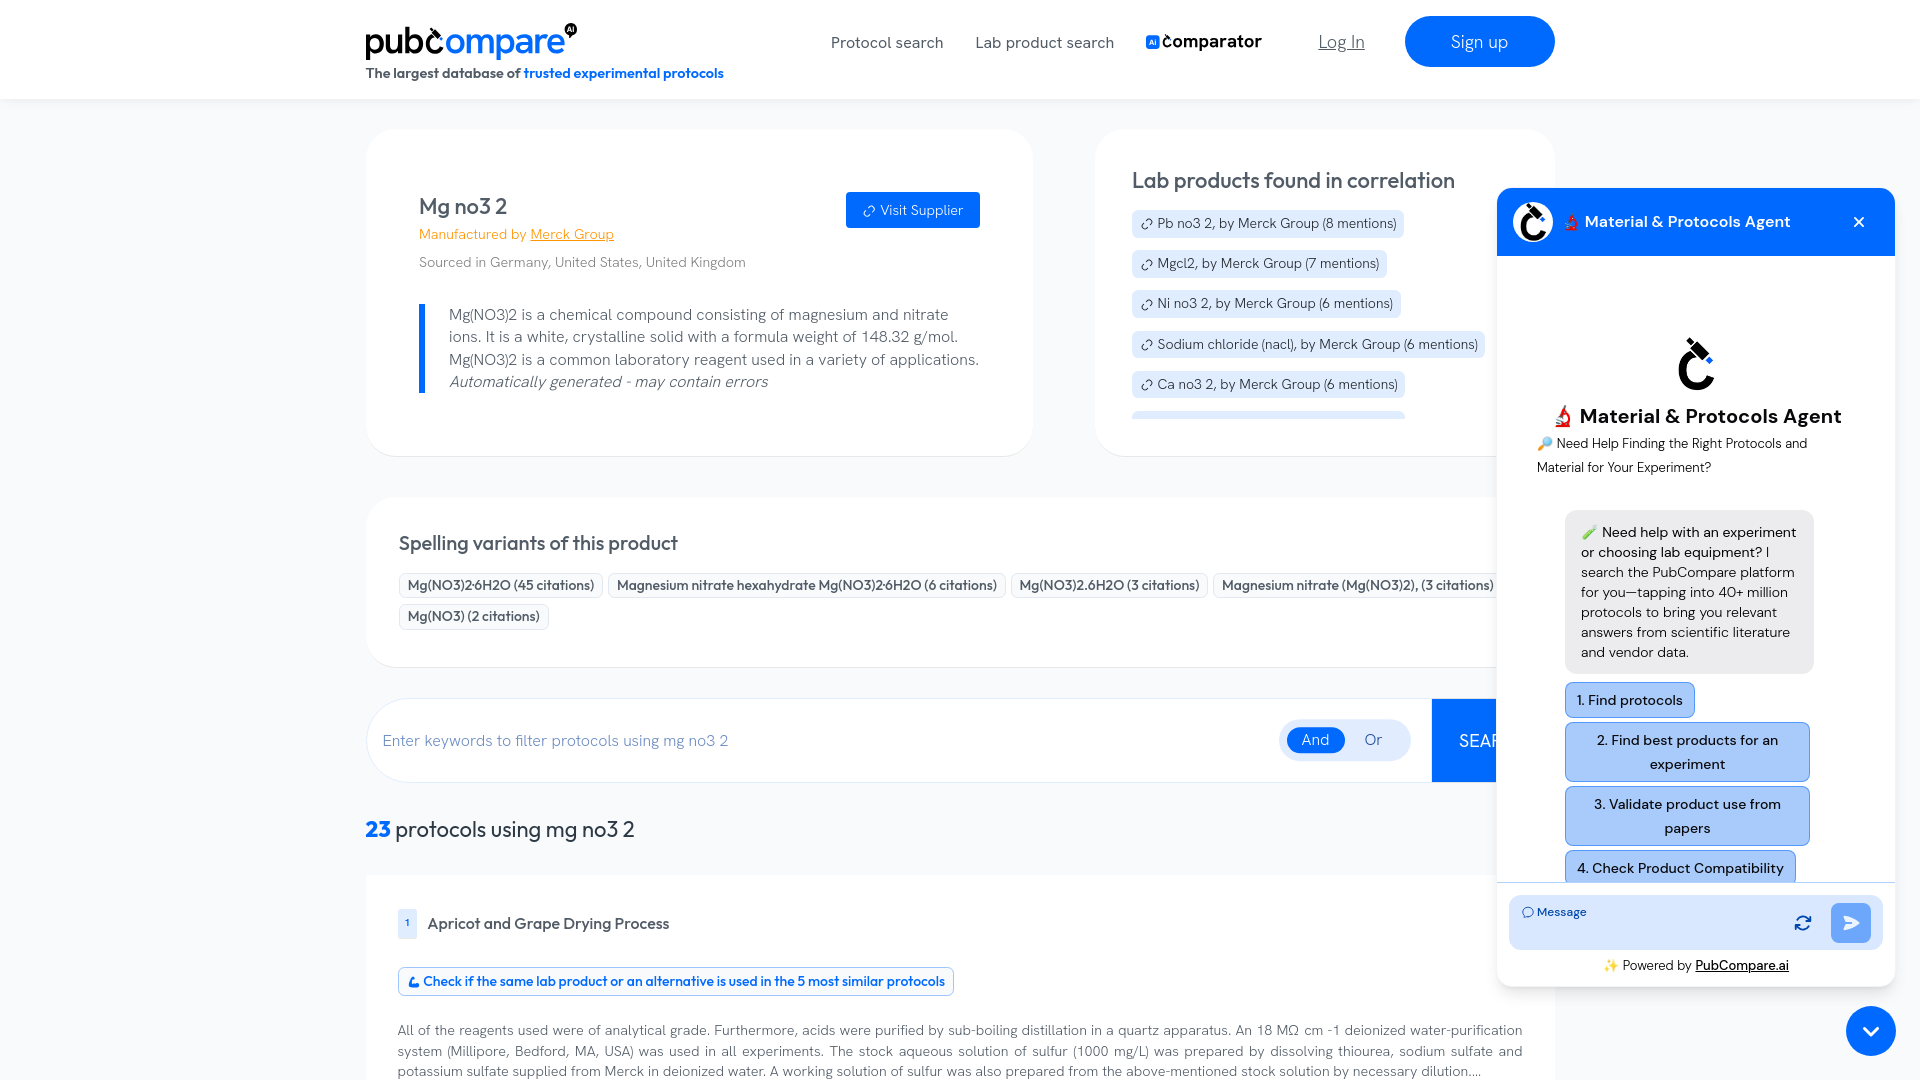 pubcompare AI
The largest database of trusted experimental protocols
Protocol search
Lab product search
Ai comparator
Log In
Sign up
Mg no3 2
Manufactured by Merck Group
Sourced in Germany, United States, United Kingdom
Visit Supplier
Mg(NO3)2 is a chemical compound consisting of magnesium and nitrate
ions. It is a white, crystalline solid with a formula weight of 148.32 g/mol.
Mg(NO3)2 is a common laboratory reagent used in a variety of applications.
Automatically generated - may contain errors
Lab products found in correlation
Pb no3 2, by Merck Group (8 mentions)
Mgcl2, by Merck Group (7 mentions)
Ni no3 2, by Merck Group (6 mentions)
Sodium chloride (nacl), by Merck Group (6 mentions)
Ca no3 2, by Merck Group (6 mentions)
Spelling variants of this product
Mg(NO3)2·6H2O (45 citations)
Magnesium nitrate hexahydrate Mg(NO3)2·6H2O (6 citations)
Mg(NO3)2.6H2O (3 citations)
Magnesium nitrate (Mg(NO3)2), (3 citations)
Mg(NO3) (2 citations)
Enter keywords to filter protocols using mg no3 2
And
Or
SEAR
23 protocols using mg no3 2
1
Apricot and Grape Drying Process
Check if the same lab product or an alternative is used in the 5 most similar protocols
All of the reagents used were of analytical grade. Furthermore, acids were purified by sub-boiling distillation in a quartz apparatus. An 18 MΩ cm -1 deionized water-purification
system (Millipore, Bedford, MA, USA) was used in all experiments. The stock aqueous solution of sulfur (1000 mg/L) was prepared by dissolving thiourea, sodium sulfate and
potassium sulfate supplied from Merck in deionized water. A working solution of sulfur was also prepared from the above-mentioned stock solution by necessary dilution....
🔬 Material & Protocols Agent
🔬 Material & Protocols Agent
🔎 Need Help Finding the Right Protocols and
Material for Your Experiment?
🧪 Need help with an experiment
or choosing lab equipment? I
search the PubCompare platform
for you—tapping into 40+ million
protocols to bring you relevant
answers from scientific literature
and vendor data.
1. Find protocols
2. Find best products for an
experiment
3. Validate product use from
papers
4. Check Product Compatibility
Message
✨ Powered by PubCompare.ai